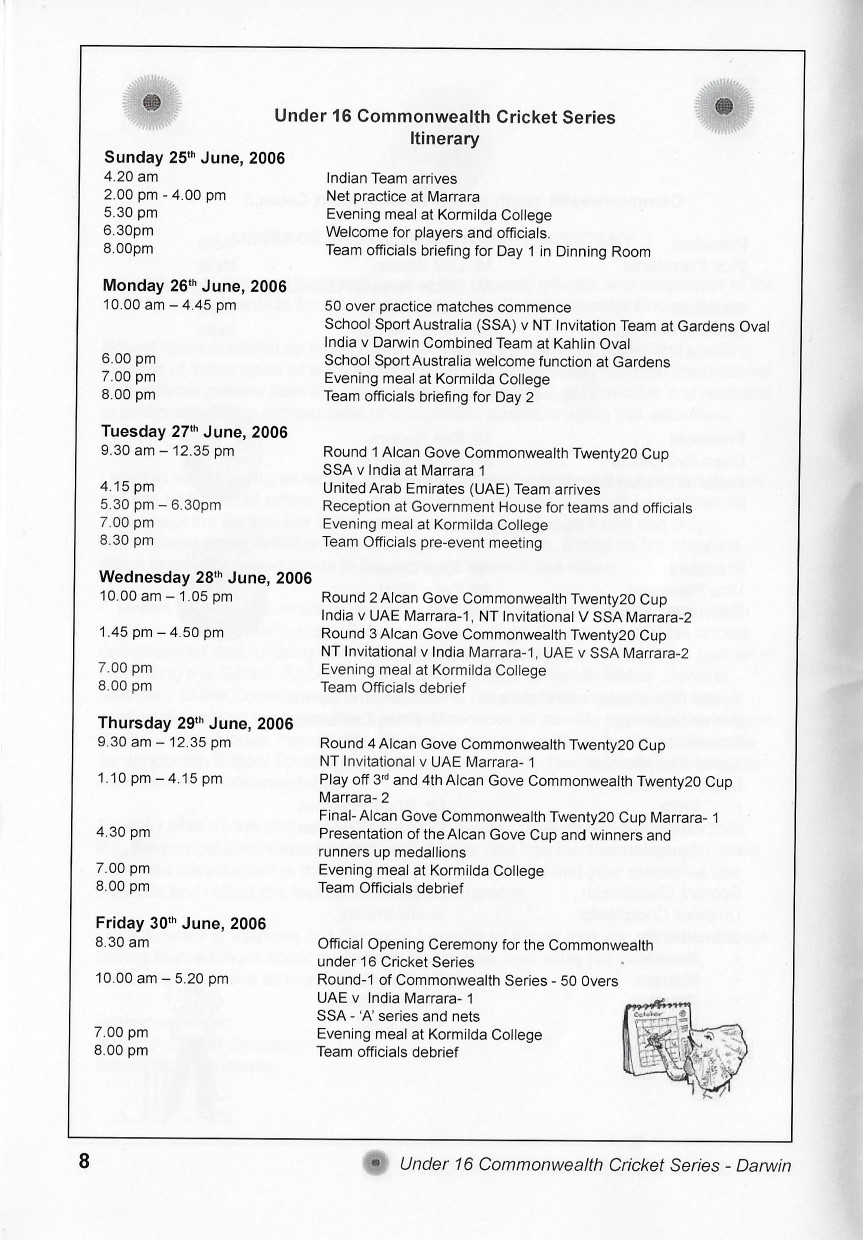 Under 16 Commonwealth Cricket Series
Itinerary
Sunday 25th June, 2006
4.20 am Indian Team arrives
2.00 pm - 4.00 pm Net practice at Marrara
5.30 pm Evening meal at Kormilda College
6.30pm Welcome for players and officials.
8.00pm Team officials briefing for Day 1 in Dinning Room
Monday 26th June, 2006
10.00 am – 4.45 pm 50 over practice matches commence
School Sport Australia (SSA) v NT Invitation Team at Gardens Oval
India v Darwin Combined Team at Kahlin Oval
6.00 pm School Sport Australia welcome function at Gardens
7.00 pm Evening meal at Kormilda College
8.00 pm Team officials briefing for Day 2
Tuesday 27th June, 2006
9.30 am – 12.35 pm Round 1 Alcan Gove Commonwealth Twenty20 Cup
SSA v India at Marrara 1
4.15 pm United Arab Emirates (UAE) Team arrives
5.30 pm – 6.30pm Reception at Government House for teams and officials
7.00 pm Evening meal at Kormilda College
8.30 pm Team Officials pre-event meeting
Wednesday 28th June, 2006
10.00 am – 1.05 pm Round 2 Alcan Gove Commonwealth Twenty20 Cup
India v UAE Marrara-1, NT Invitational V SSA Marrara-2
1.45 pm – 4.50 pm Round 3 Alcan Gove Commonwealth Twenty20 Cup
NT Invitational v India Marrara-1, UAE v SSA Marrara-2
7.00 pm Evening meal at Kormilda College
8.00 pm Team Officials debrief
Thursday 29th June, 2006
9.30 am – 12.35 pm Round 4 Alcan Gove Commonwealth Twenty20 Cup
NT Invitational v UAE Marrara- 1
1.10 pm – 4.15 pm Play off 3rd and 4th Alcan Gove Commonwealth Twenty20 Cup
Marrara- 2
Final- Alcan Gove Commonwealth Twenty20 Cup Marrara- 1
4.30 pm Presentation of the Alcan Gove Cup and winners and
runners up medallions
7.00 pm Evening meal at Kormilda College
8.00 pm Team Officials debrief
Friday 30th June, 2006
8.30 am Official Opening Ceremony for the Commonwealth
under 16 Cricket Series
10.00 am – 5.20 pm Round-1 of Commonwealth Series - 50 0vers
UAE v India Marrara- 1
SSA - ‘A’ series and nets
7.00 pm Evening meal at Kormilda College
8.00 pm Team officials debrief
October
8 Under 16 Commonwealth Cricket Series - Darwin